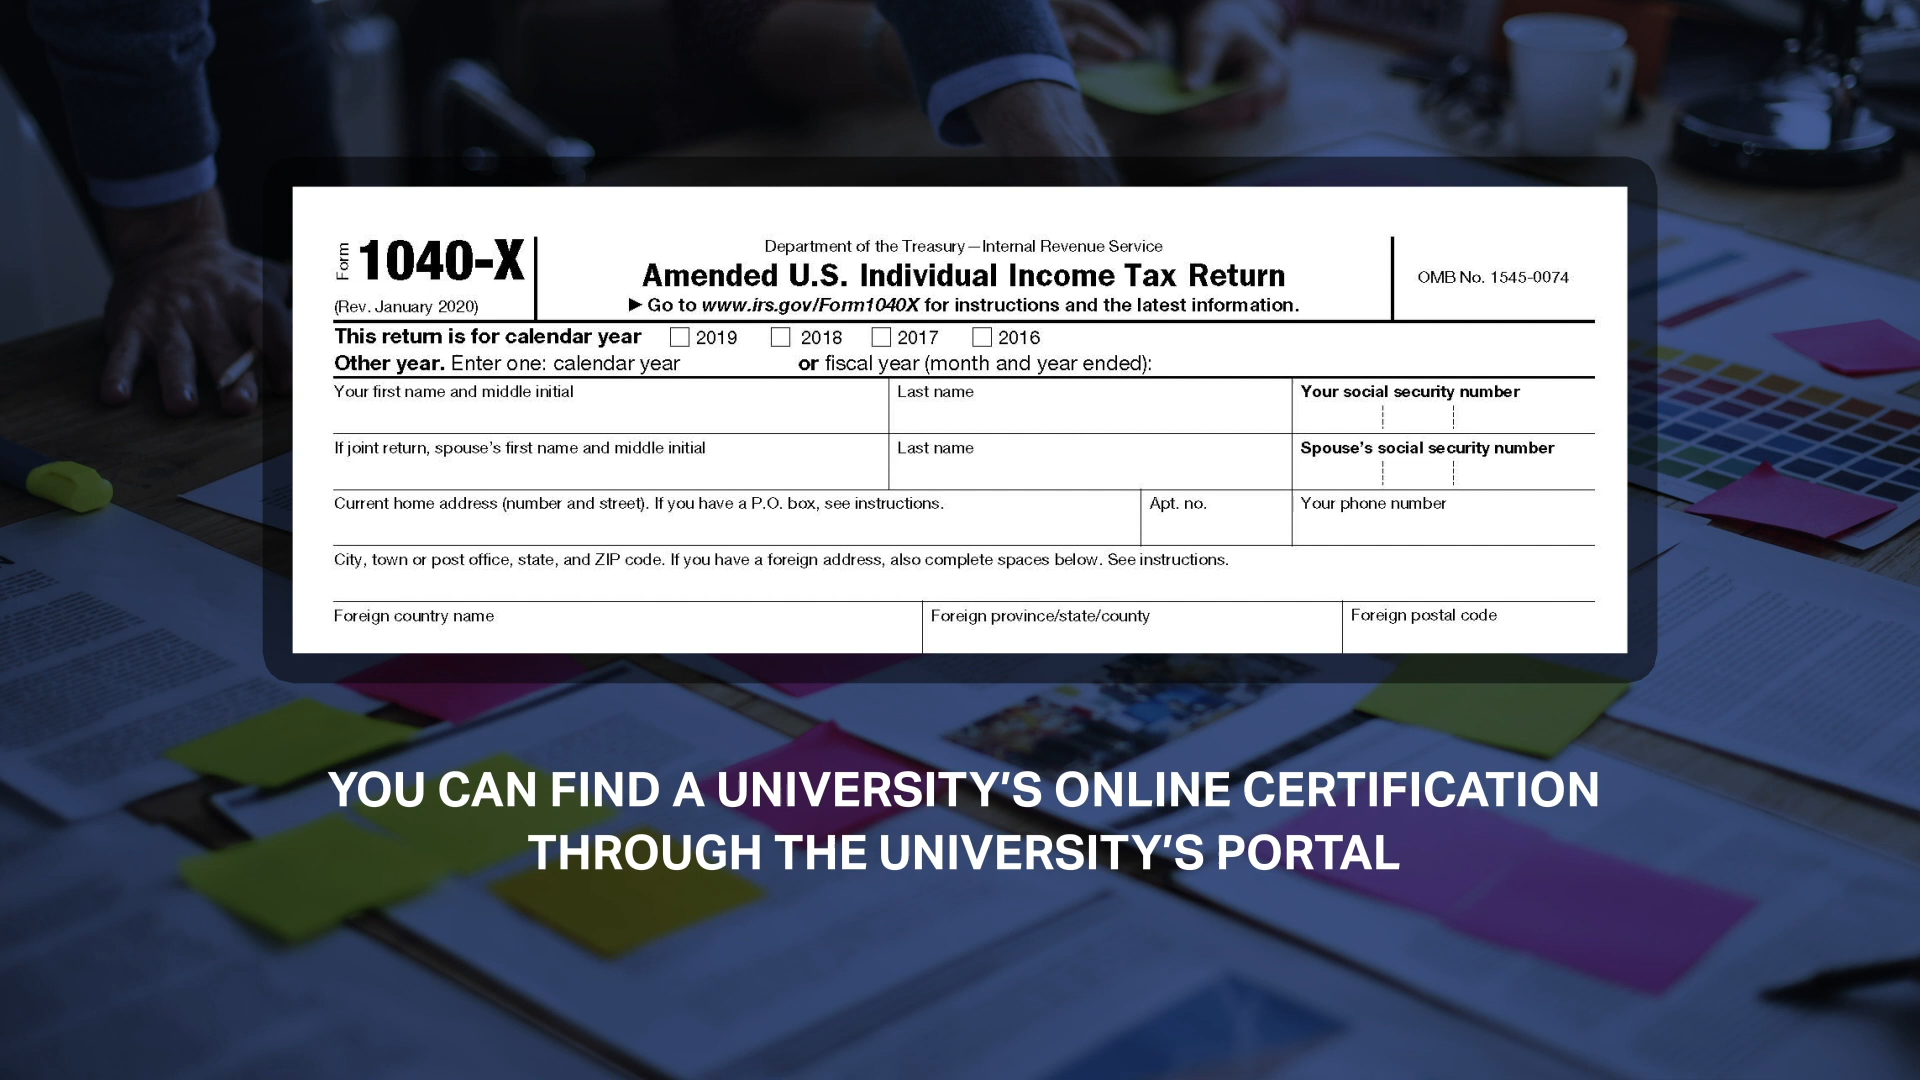 Form 1040-X
(Rev. January 2020)
Department of the Treasury—Internal Revenue Service
Amended U.S. Individual Income Tax Return
▶ Go to www.irs.gov/Form1040X for instructions and the latest information.
OMB No. 1545-0074
This return is for calendar year 2019 2018 2017 2016
Other year. Enter one: calendar year or fiscal year (month and year ended):
Your first name and middle initial
Last name
Your social security number
If joint return, spouse’s first name and middle initial
Last name
Spouse’s social security number
Current home address (number and street). If you have a P.O. box, see instructions.
Apt. no.
Your phone number
City, town or post office, state, and ZIP code. If you have a foreign address, also complete spaces below. See instructions.
Foreign country name
Foreign province/state/county
Foreign postal code
YOU CAN FIND A UNIVERSITY’S ONLINE CERTIFICATION
THROUGH THE UNIVERSITY’S PORTAL